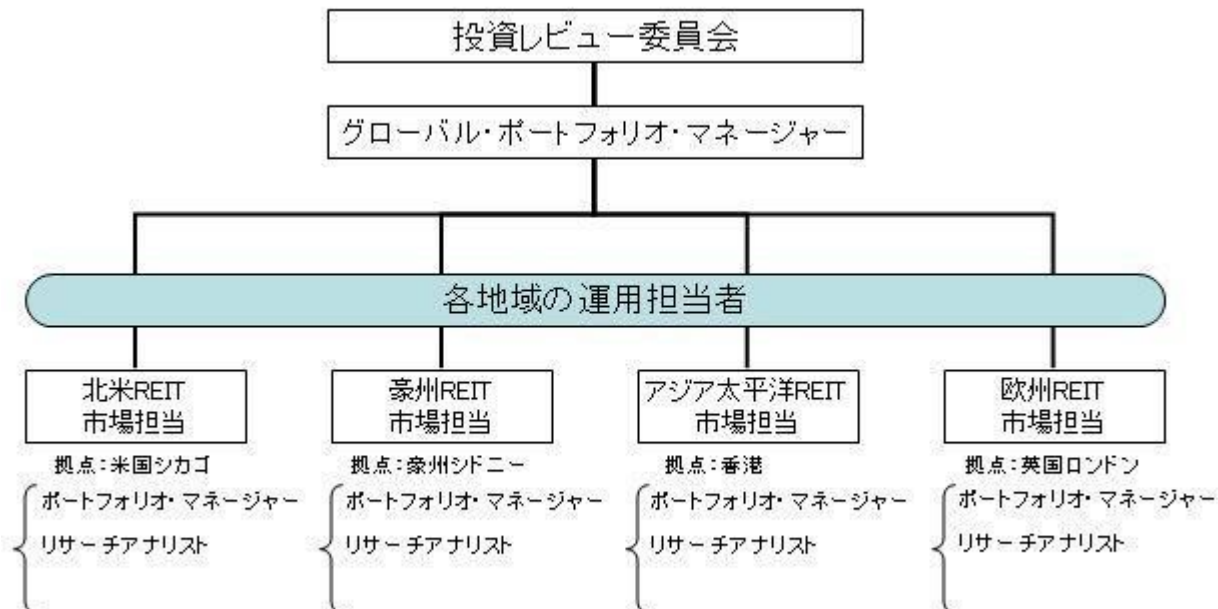 投資レビュー委員会
グローバル・ポートフォリオ・マネージャー
各地域の運用担当者
北米REIT
市場担当
拠点:米国シカゴ
ポートフォリオ・マネージャー
リサーチアナリスト
豪州REIT
市場担当
拠点:豪州シドニー
ポートフォリオ・マネージャー
リサーチアナリスト
アジア太平洋REIT
市場担当
拠点:香港
ポートフォリオ・マネージャー
リサーチアナリスト
欧州REIT
市場担当
拠点:英国ロンドン
ポートフォリオ・マネージャー
リサーチアナリスト